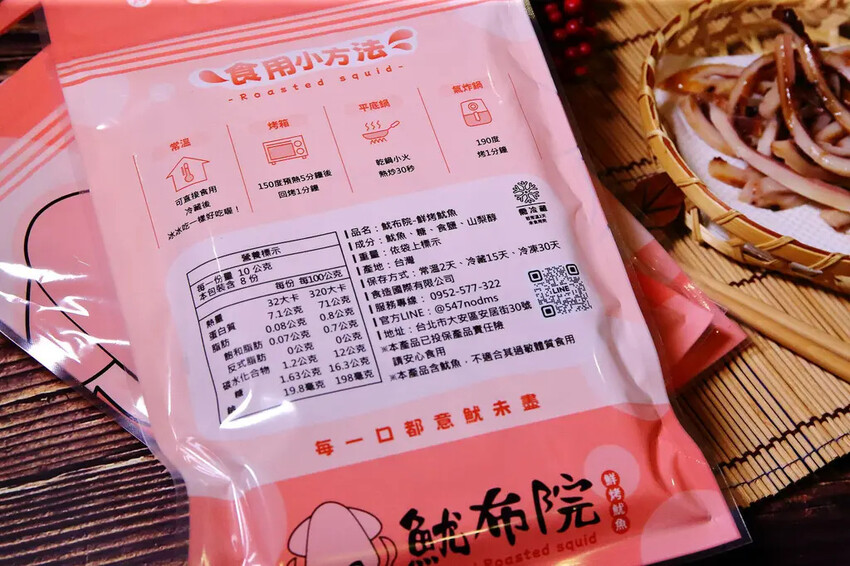 食用小方法
-Roasted squid-
常溫
可直接食用
冷藏後
冰冰吃一樣好吃喔！
烤箱
150度預熱5分鐘後
回烤1分鐘
平底鍋
乾鍋小火
熱炒30秒
氣炸鍋
190度
烤1分鐘
需冷藏
營養標示
每一份量 10 公克
本包裝含 8 份
每份 每100公克
熱量 32大卡 320大卡
蛋白質 7.1公克 71公克
脂肪 0.08公克 0.8公克
飽和脂肪 0.07公克 0.7公克
反式脂肪 0公克 0公克
碳水化合物 1.2公克 12公克
糖 1.63公克 16.3公克
鈉 19.8毫克 198毫克
品名：魷布院-鮮烤魷魚
成分：魷魚、糖、食鹽、山梨醇
重量：依袋上標示
產地：台灣
保存方式：常溫2天、冷藏15天、冷凍30天
食造國際有限公司
服務專線：0952-577-322
官方LINE：@547nodms
地址：台北市大安區安居街30號
※本產品已投保產品責任險
請安心食用
※本產品含魷魚，不適合其過敏體質食用
LINE
每一口都意魷未盡
魷布院
鮮烤魷魚
Roasted squid